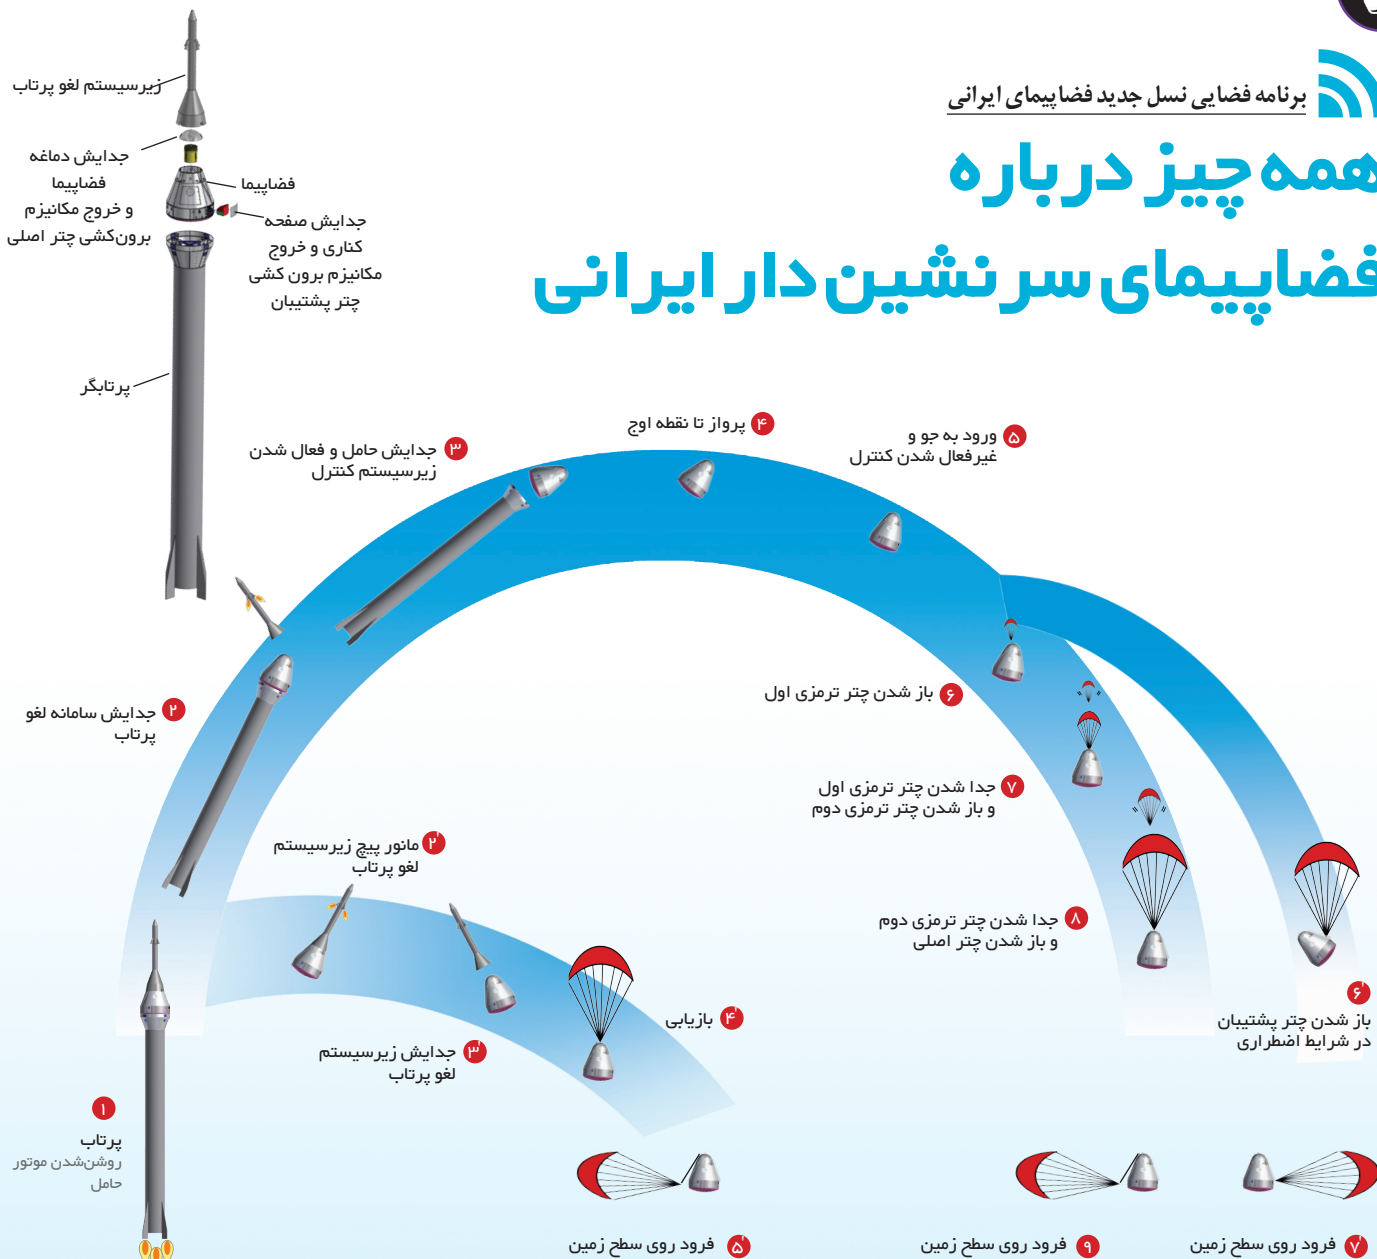 برنامه فضایی نسل جدید فضاپیمای ایرانی
همه چیز درباره
فضاپیمای سرنشین‌دار ایرانی
زیرسیستم لغو پرتاب
جدایش دماغه
فضاپیما
و خروج مکانیزم
برون‌کشی چتر اصلی
فضاپیما
جدایش صفحه
کناری و خروج
مکانیزم برون کشی
چتر پشتیبان
پرتابگر
۱
پرتاب
روشن‌شدن موتور
حامل
۲ جدایش سامانه لغو
پرتاب
۳ جدایش حامل و فعال شدن
زیرسیستم کنترل
۴ پرواز تا نقطه اوج
۵ ورود به جو و
غیرفعال شدن کنترل
۶ باز شدن چتر ترمزی اول
۷ جدا شدن چتر ترمزی اول
و باز شدن چتر ترمزی دوم
۸ جدا شدن چتر ترمزی دوم
و باز شدن چتر اصلی
۹ فرود روی سطح زمین
۲' مانور پیچ زیرسیستم
لغو پرتاب
۳' جدایش زیرسیستم
لغو پرتاب
۴' بازیابی
۵' فرود روی سطح زمین
۶'
باز شدن چتر پشتیبان
در شرایط اضطراری
۷' فرود روی سطح زمین